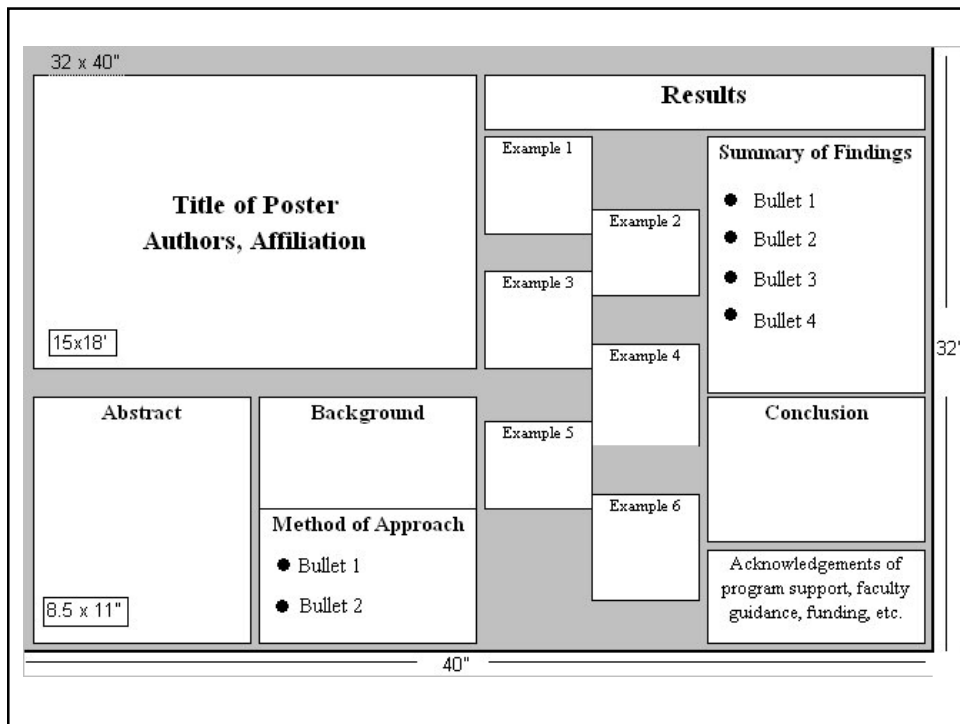 32 x 40"
Title of Poster
Authors, Affiliation
15x18'
Abstract
8.5 x 11"
Background
Method of Approach
● Bullet 1
● Bullet 2
Results
Example 1
Example 2
Example 3
Example 4
Example 5
Example 6
Summary of Findings
● Bullet 1
● Bullet 2
● Bullet 3
● Bullet 4
Conclusion
Acknowledgements of
program support, faculty
guidance, funding, etc.
32"
40"